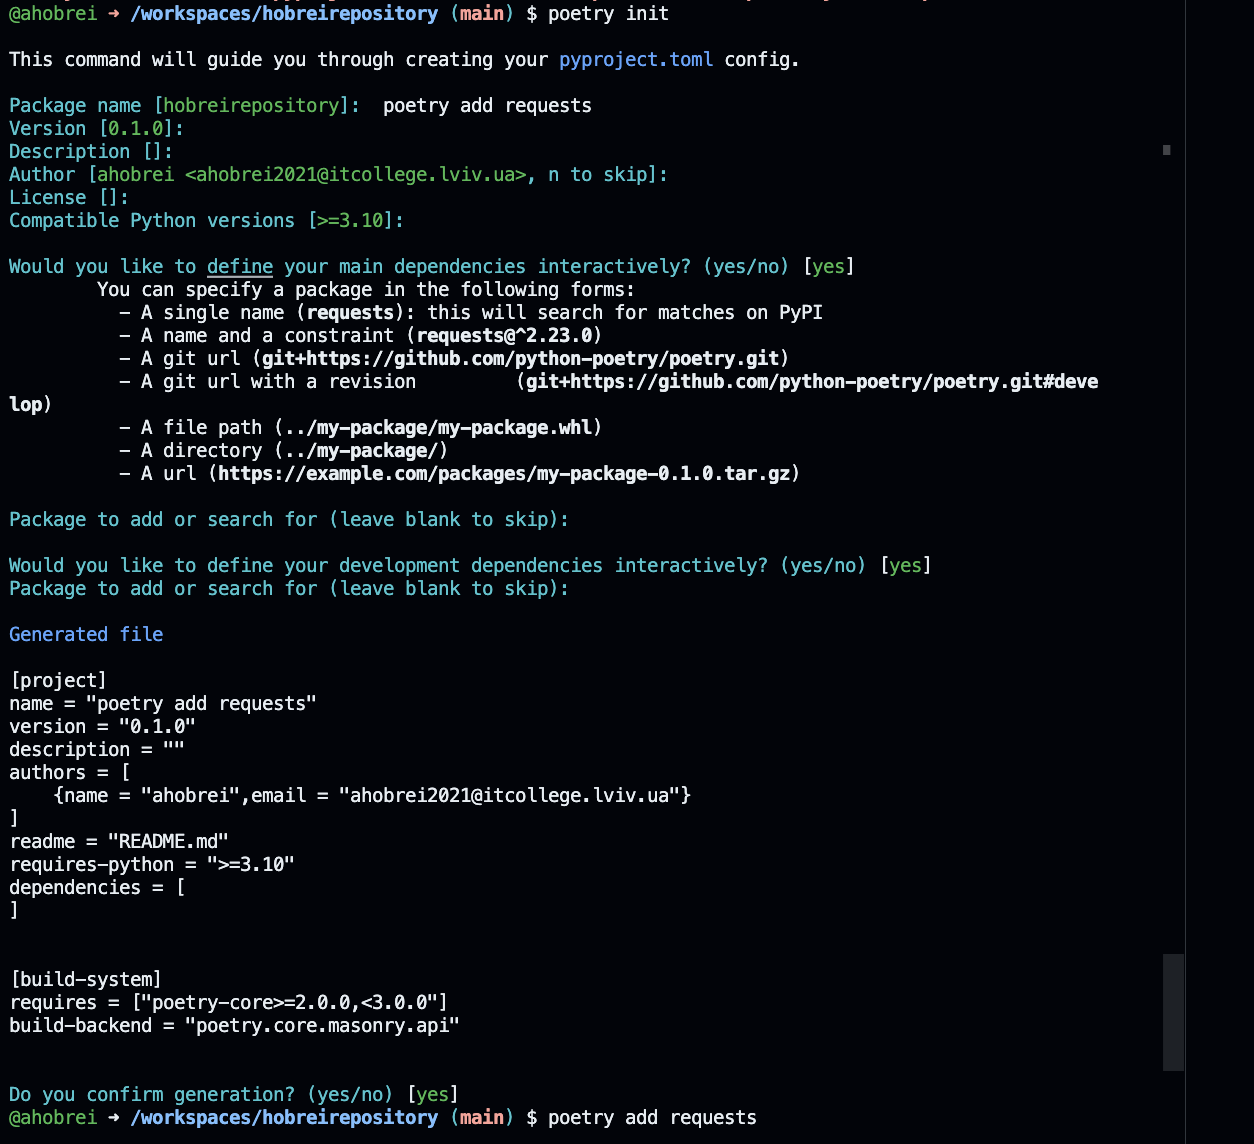 @ahobrei → /workspaces/hobreirepository (main) $ poetry init
This command will guide you through creating your pyproject.toml config.
Package name [hobreirepository]:  poetry add requests
Version [0.1.0]:
Description []:
Author [ahobrei <ahobrei2021@itcollege.lviv.ua>, n to skip]:
License []:
Compatible Python versions [>=3.10]:
Would you like to define your main dependencies interactively? (yes/no) [yes]
You can specify a package in the following forms:
- A single name (requests): this will search for matches on PyPI
- A name and a constraint (requests@^2.23.0)
- A git url (git+https://github.com/python-poetry/poetry.git)
- A git url with a revision         (git+https://github.com/python-poetry/poetry.git#deve
lop)
- A file path (../my-package/my-package.whl)
- A directory (../my-package/)
- A url (https://example.com/packages/my-package-0.1.0.tar.gz)
Package to add or search for (leave blank to skip):
Would you like to define your development dependencies interactively? (yes/no) [yes]
Package to add or search for (leave blank to skip):
Generated file
[project]
name = "poetry add requests"
version = "0.1.0"
description = ""
authors = [
    {name = "ahobrei",email = "ahobrei2021@itcollege.lviv.ua"}
]
readme = "README.md"
requires-python = ">=3.10"
dependencies = [
]
[build-system]
requires = ["poetry-core>=2.0.0,<3.0.0"]
build-backend = "poetry.core.masonry.api"
Do you confirm generation? (yes/no) [yes]
@ahobrei → /workspaces/hobreirepository (main) $ poetry add requests